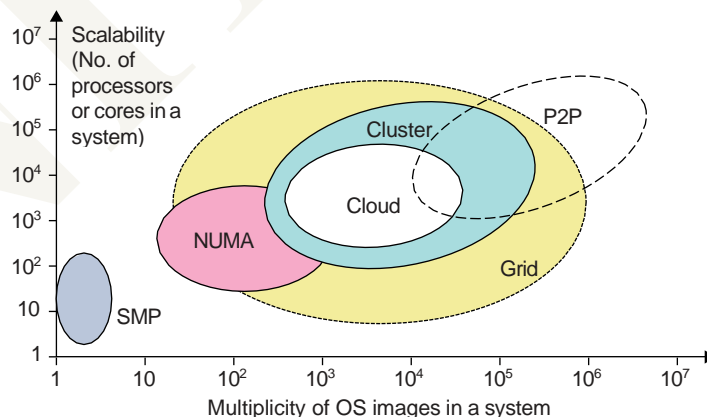 Scalability
(No. of
processors
or cores in a
system)
10⁷
10⁶
10⁵
10⁴
10³
10²
10
1
P2P
Cluster
Cloud
NUMA
Grid
SMP
1 10 10² 10³ 10⁴ 10⁵ 10⁶ 10⁷
Multiplicity of OS images in a system